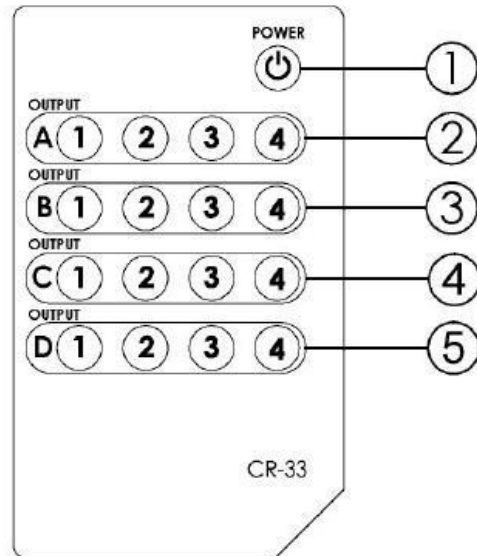 POWER
1
OUTPUT
A 1 2 3 4
2
OUTPUT
B 1 2 3 4
3
OUTPUT
C 1 2 3 4
4
OUTPUT
D 1 2 3 4
5
CR-33